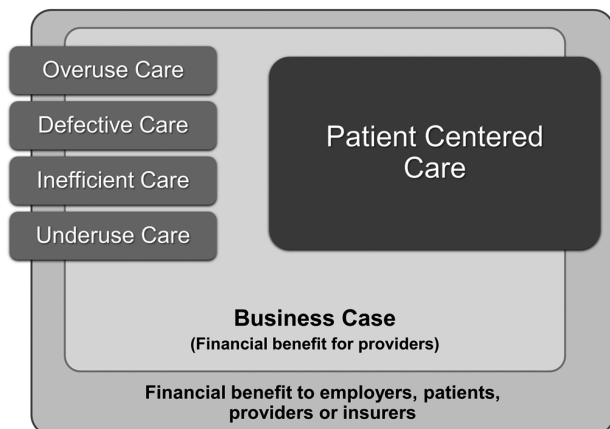 Overuse Care
Defective Care
Inefficient Care
Underuse Care
Patient Centered
Care
Business Case
(Financial benefit for providers)
Financial benefit to employers, patients,
providers or insurers